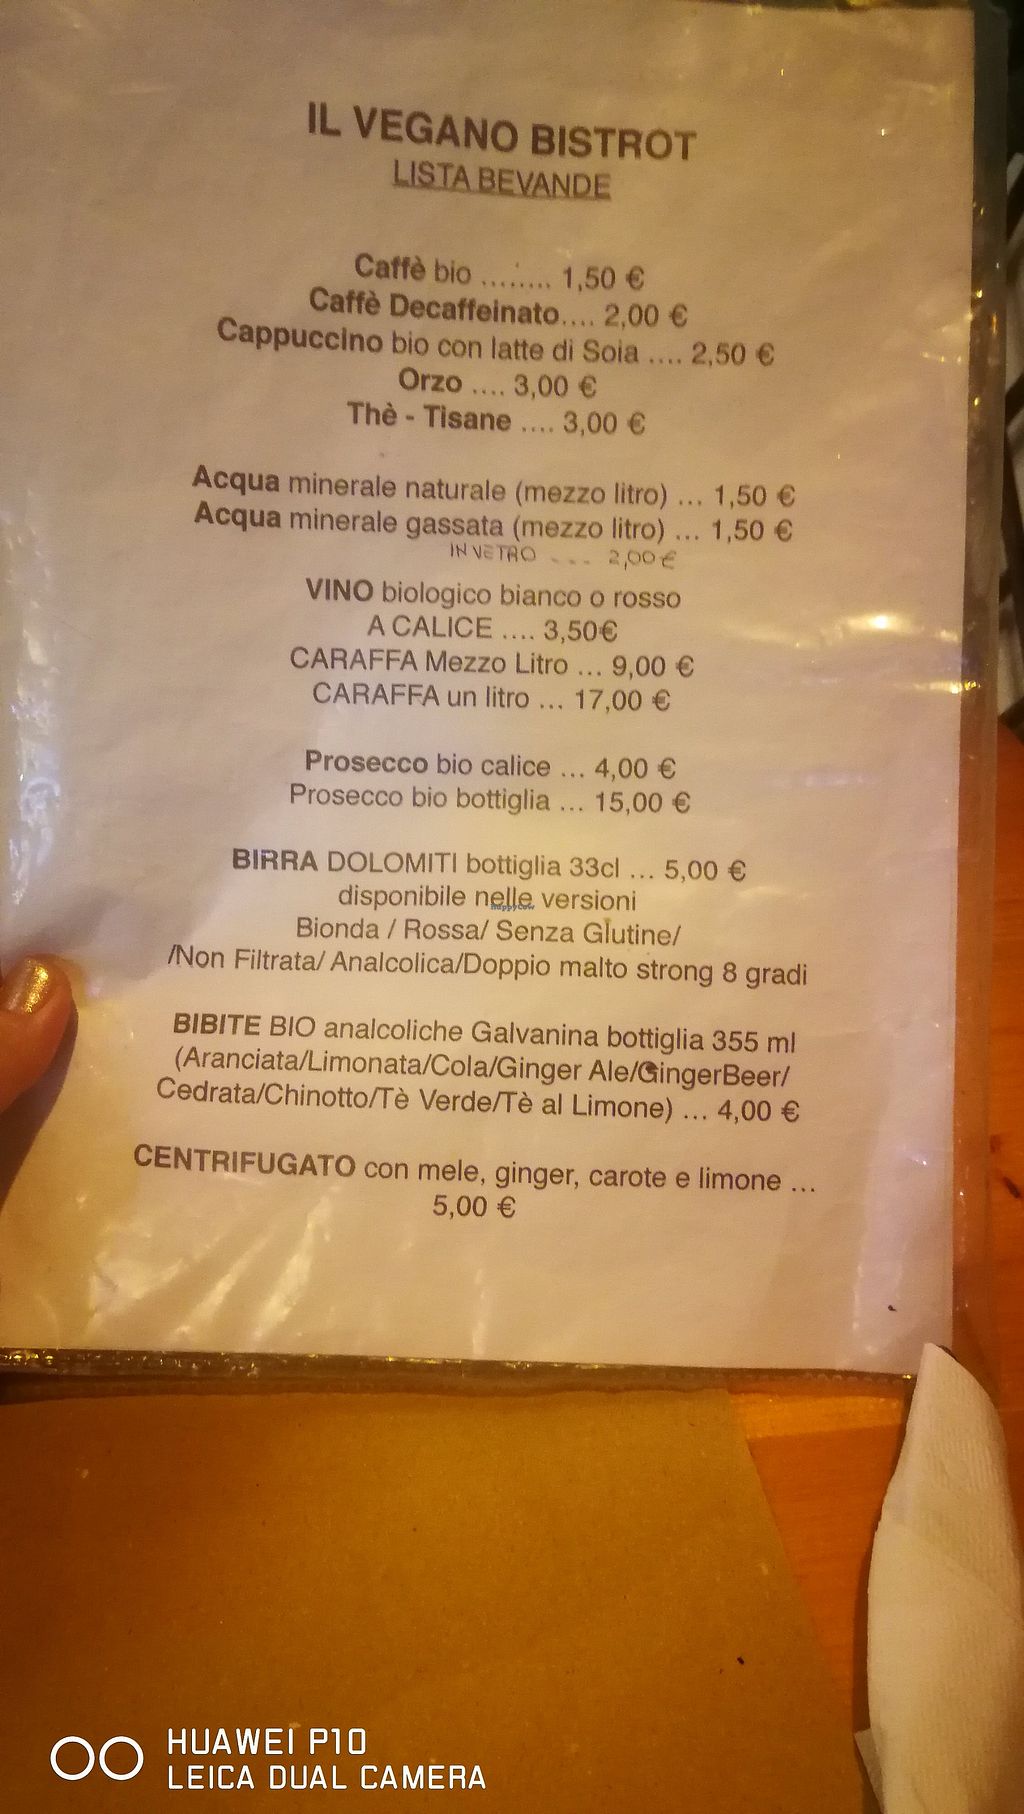 IL VEGANO BISTROT
LISTA BEVANDE
Caffè bio ........ 1,50 €
Caffè Decaffeinato.... 2,00 €
Cappuccino bio con latte di Soia .... 2,50 €
Orzo .... 3,00 €
Thè - Tisane .... 3,00 €
Acqua minerale naturale (mezzo litro) ... 1,50 €
Acqua minerale gassata (mezzo litro) ... 1,50 €
IN VETRO ... 2,00 €
VINO biologico bianco o rosso
A CALICE .... 3,50€
CARAFFA Mezzo Litro ... 9,00 €
CARAFFA un litro ... 17,00 €
Prosecco bio calice ... 4,00 €
Prosecco bio bottiglia ... 15,00 €
BIRRA DOLOMITI bottiglia 33cl ... 5,00 €
disponibile nelle versioni
HappyCow
Bionda / Rossa/ Senza Glutine/
/Non Filtrata/ Analcolica/Doppio malto strong 8 gradi
BIBITE BIO analcoliche Galvanina bottiglia 355 ml
(Aranciata/Limonata/Cola/Ginger Ale/GingerBeer/
Cedrata/Chinotto/Tè Verde/Tè al Limone) ... 4,00 €
CENTRIFUGATO con mele, ginger, carote e limone ...
5,00 €
HUAWEI P10
LEICA DUAL CAMERA